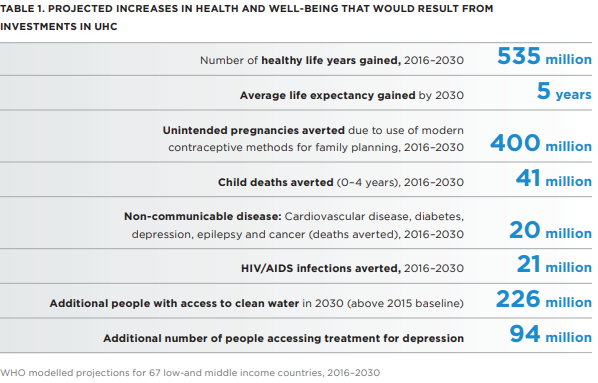 TABLE 1. PROJECTED INCREASES IN HEALTH AND WELL-BEING THAT WOULD RESULT FROM
INVESTMENTS IN UHC
Number of healthy life years gained, 2016–2030 535 million
Average life expectancy gained by 2030 5 years
Unintended pregnancies averted due to use of modern
contraceptive methods for family planning, 2016–2030 400 million
Child deaths averted (0–4 years), 2016–2030 41 million
Non-communicable disease: Cardiovascular disease, diabetes,
depression, epilepsy and cancer (deaths averted), 2016–2030 20 million
HIV/AIDS infections averted, 2016–2030 21 million
Additional people with access to clean water in 2030 (above 2015 baseline) 226 million
Additional number of people accessing treatment for depression 94 million
WHO modelled projections for 67 low-and middle income countries, 2016–2030